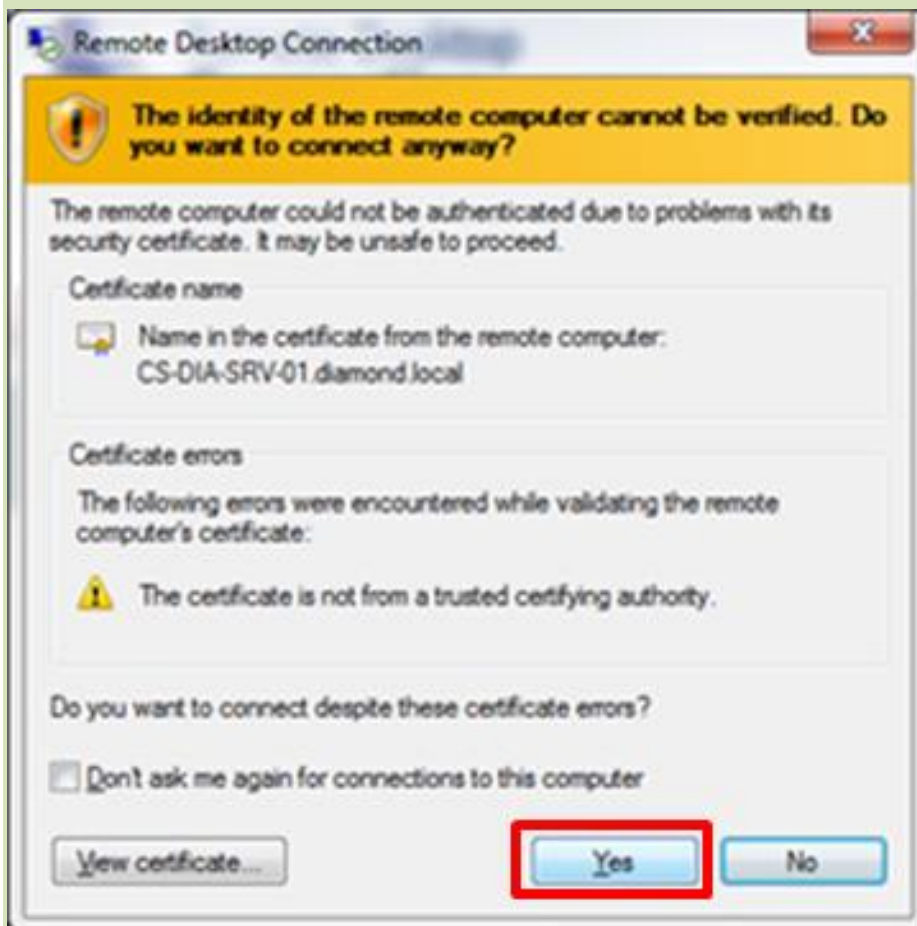 Remote Desktop Connection
The identity of the remote computer cannot be verified. Do
you want to connect anyway?
The remote computer could not be authenticated due to problems with its
security certificate. It may be unsafe to proceed.
Certificate name
Name in the certificate from the remote computer:
CS-DIA-SRV-01.diamond.local
Certificate errors
The following errors were encountered while validating the remote
computer's certificate:
The certificate is not from a trusted certifying authority.
Do you want to connect despite these certificate errors?
Don't ask me again for connections to this computer
View certificate... Yes No